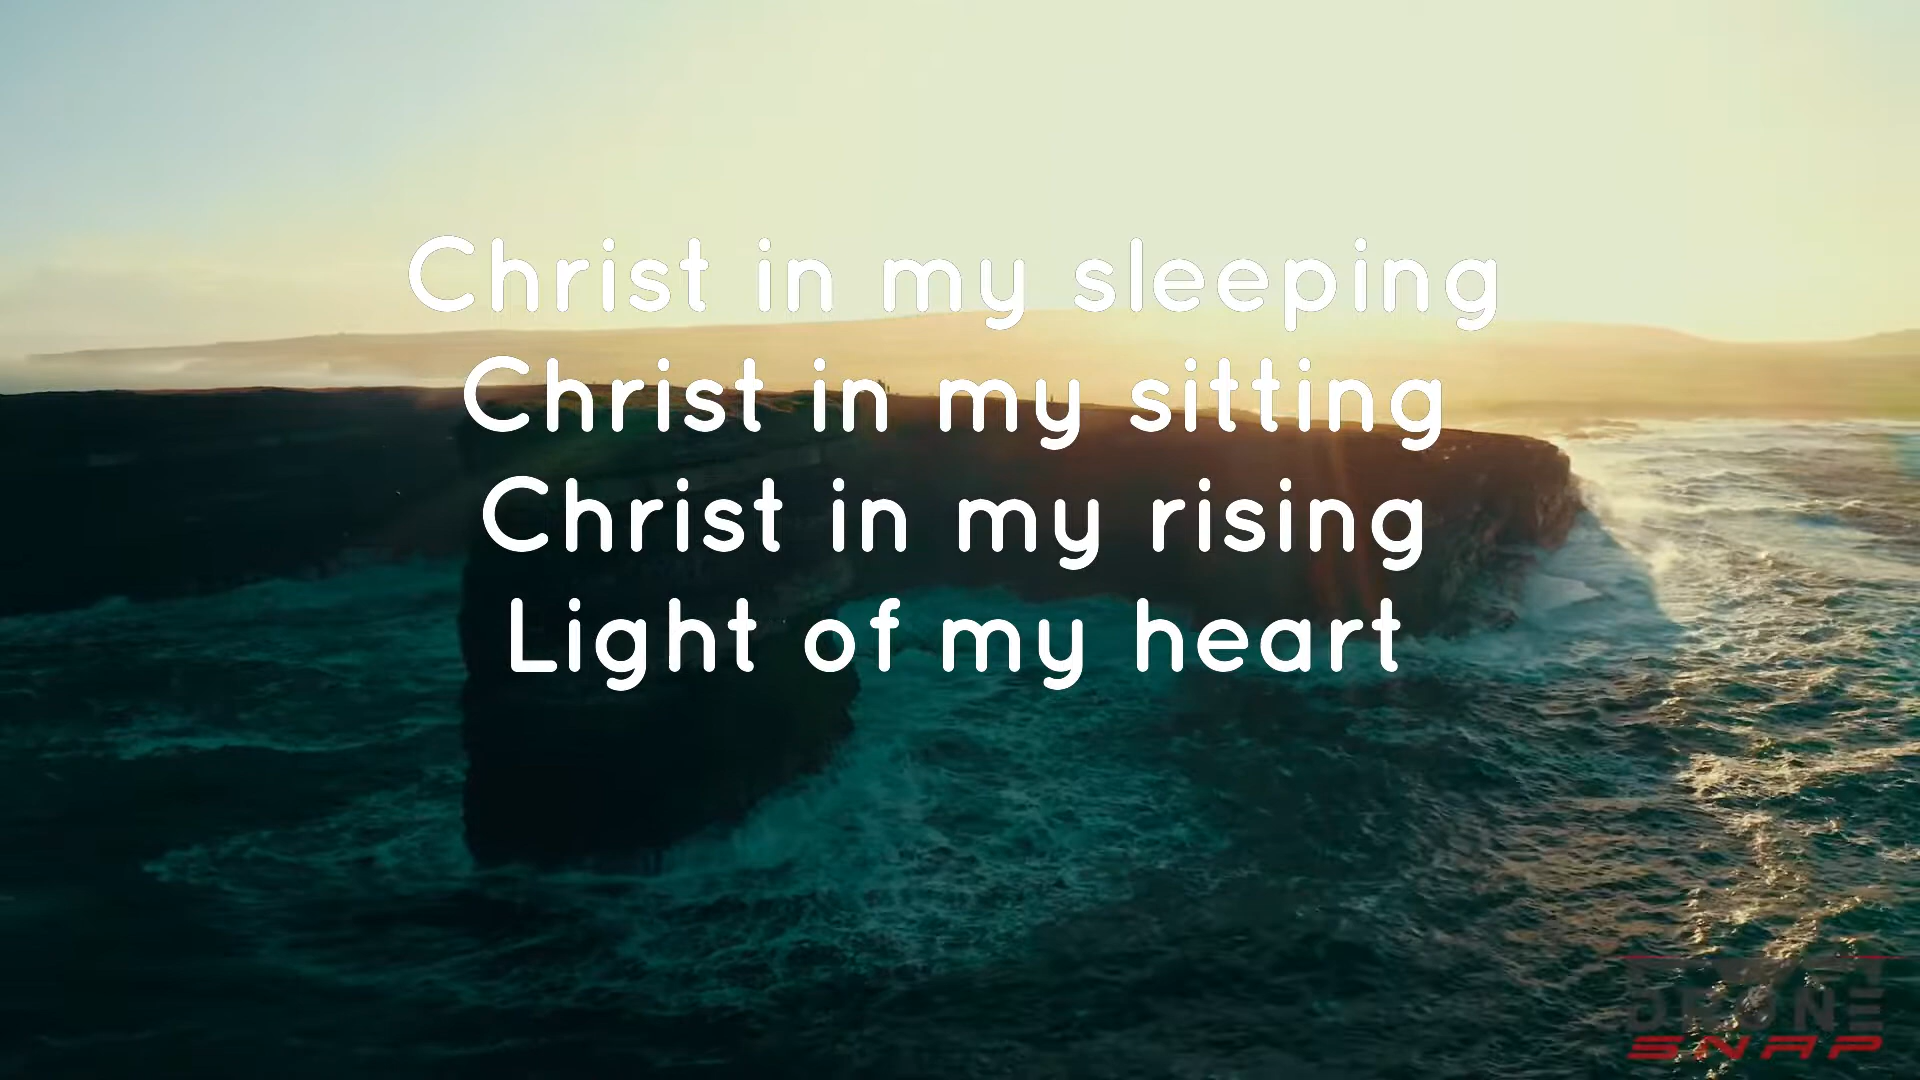 Christ in my sleeping
Christ in my sitting
Christ in my rising
Light of my heart
DRONE
SNAP